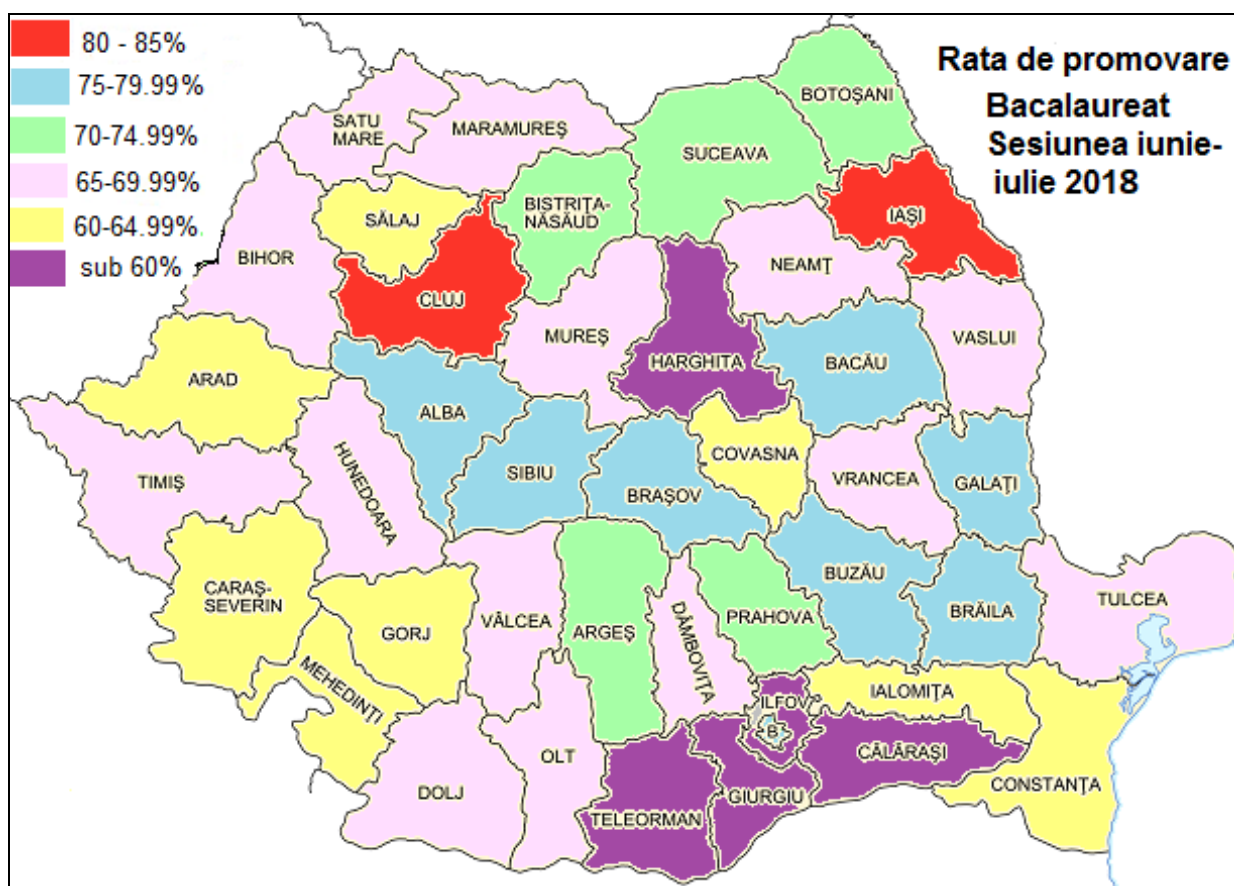 80 - 85%
75-79.99%
70-74.99%
65-69.99%
60-64.99%
sub 60%
Rata de promovare
Bacalaureat
Sesiunea iunie-
iulie 2018
BOTOŞANI
SATU
MARE
MARAMUREŞ
SUCEAVA
BISTRIŢA-
NĂSĂUD
SĂLAJ
IAŞI
BIHOR
NEAMŢ
CLUJ
MUREŞ
VASLUI
HARGHITA
BACĂU
ARAD
ALBA
COVASNA
SIBIU
BRAŞOV
VRANCEA
GALAŢI
TIMIŞ
HUNEDOARA
BUZĂU
CARAŞ-
SEVERIN
TULCEA
BRĂILA
PRAHOVA
VÂLCEA
GORJ
ARGEŞ
DÂMBOVIŢA
MEHEDINŢI
IALOMIŢA
ILFOV
B
CĂLĂRAŞI
OLT
CONSTANŢA
DOLJ
GIURGIU
TELEORMAN